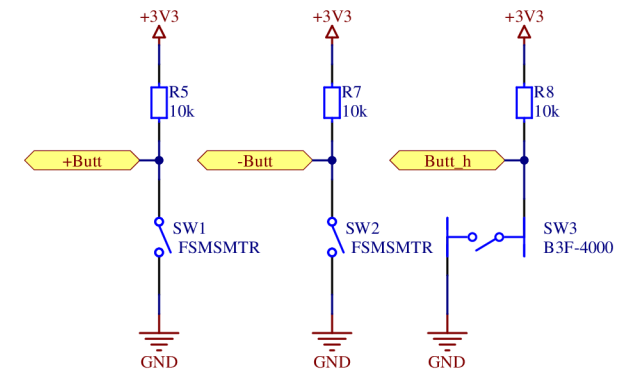 +3V3 +3V3 +3V3
R5 R7 R8
10k 10k 10k
+Butt -Butt Butt_h
SW1 SW2 SW3
FSMSMTR FSMSMTR B3F-4000
GND GND GND